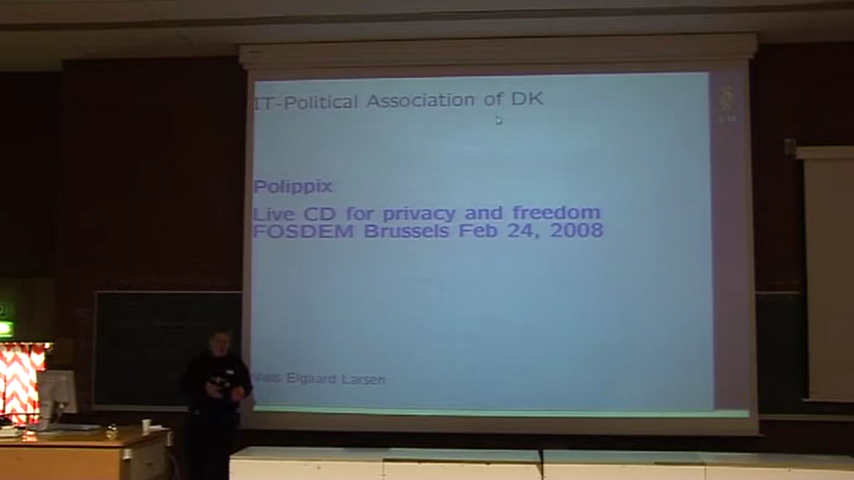 IT-Political Association of DK
Polippix
Live CD for privacy and freedom
FOSDEM Brussels Feb 24, 2008
Elgaard Larsen